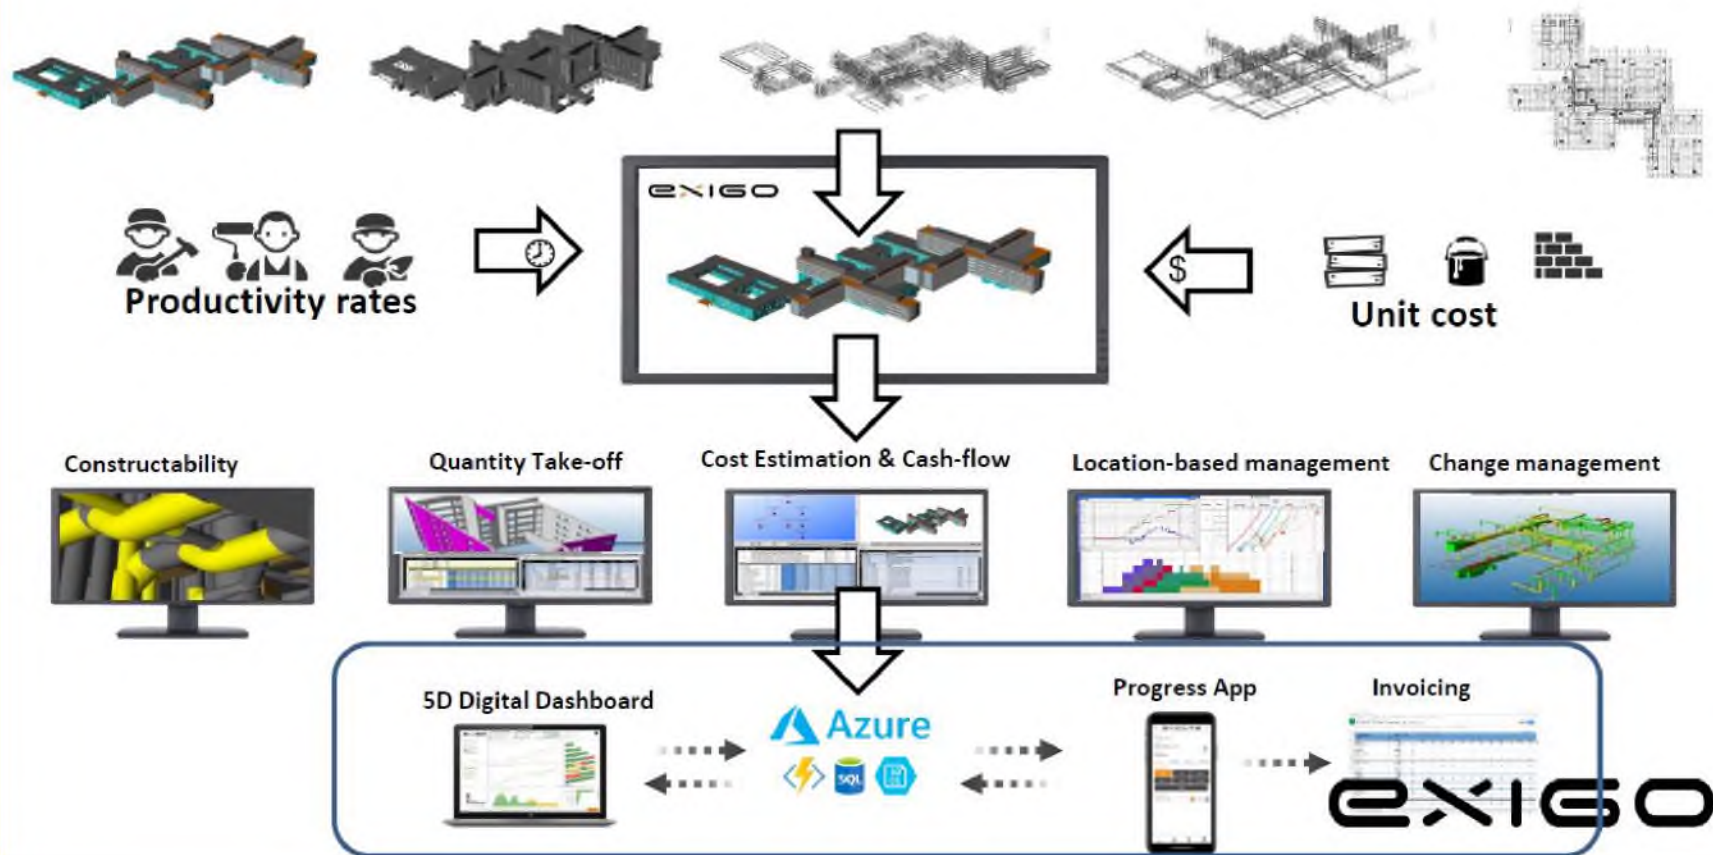 exigo
Productivity rates
$
Unit cost
Constructability
Quantity Take-off
Cost Estimation & Cash-flow
Location-based management
Change management
5D Digital Dashboard
Azure
SQL
Progress App
Invoicing
exigo